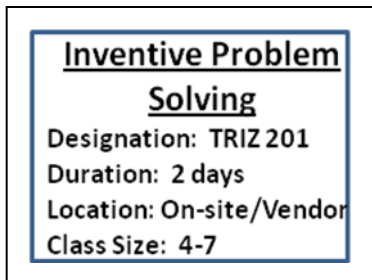 Inventive Problem
Solving
Designation:  TRIZ 201
Duration:  2 days
Location: On-site/Vendor
Class Size:  4-7